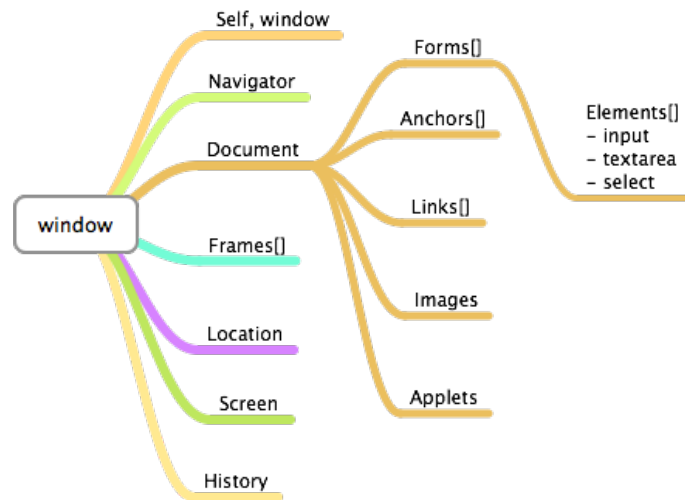 window
Self, window
Navigator
Document
Frames[]
Location
Screen
History
Forms[]
Anchors[]
Links[]
Images
Applets
Elements[]
- input
- textarea
- select